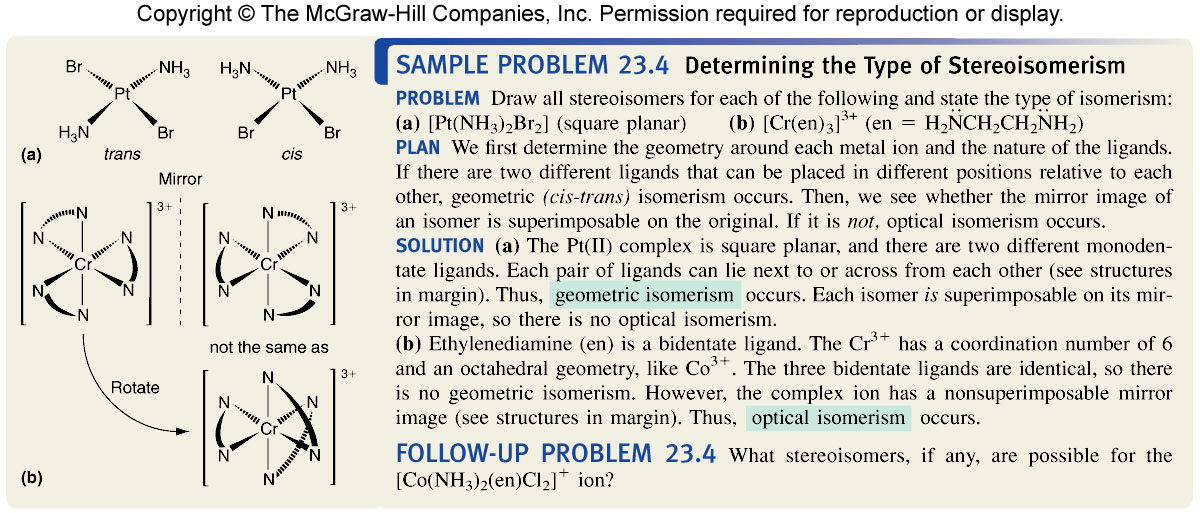 Copyright © The McGraw-Hill Companies, Inc. Permission required for reproduction or display.
Br NH₃ H₃N NH₃
Pt Pt
H₃N Br Br Br
(a) trans cis
Mirror
3+ 3+
N N
N N N N
Cr Cr
N N N N
N N
not the same as
Rotate
3+
N
N N
Cr
N N
N
(b)
SAMPLE PROBLEM 23.4 Determining the Type of Stereoisomerism
PROBLEM Draw all stereoisomers for each of the following and state the type of isomerism:
(a) [Pt(NH₃)₂Br₂] (square planar) (b) [Cr(en)₃]³⁺ (en = H₂N̈CH₂CH₂N̈H₂)
PLAN We first determine the geometry around each metal ion and the nature of the ligands.
If there are two different ligands that can be placed in different positions relative to each
other, geometric (cis-trans) isomerism occurs. Then, we see whether the mirror image of
an isomer is superimposable on the original. If it is not, optical isomerism occurs.
SOLUTION (a) The Pt(II) complex is square planar, and there are two different monoden-
tate ligands. Each pair of ligands can lie next to or across from each other (see structures
in margin). Thus, geometric isomerism occurs. Each isomer is superimposable on its mir-
ror image, so there is no optical isomerism.
(b) Ethylenediamine (en) is a bidentate ligand. The Cr³⁺ has a coordination number of 6
and an octahedral geometry, like Co³⁺. The three bidentate ligands are identical, so there
is no geometric isomerism. However, the complex ion has a nonsuperimposable mirror
image (see structures in margin). Thus, optical isomerism occurs.
FOLLOW-UP PROBLEM 23.4 What stereoisomers, if any, are possible for the
[Co(NH₃)₂(en)Cl₂]⁺ ion?